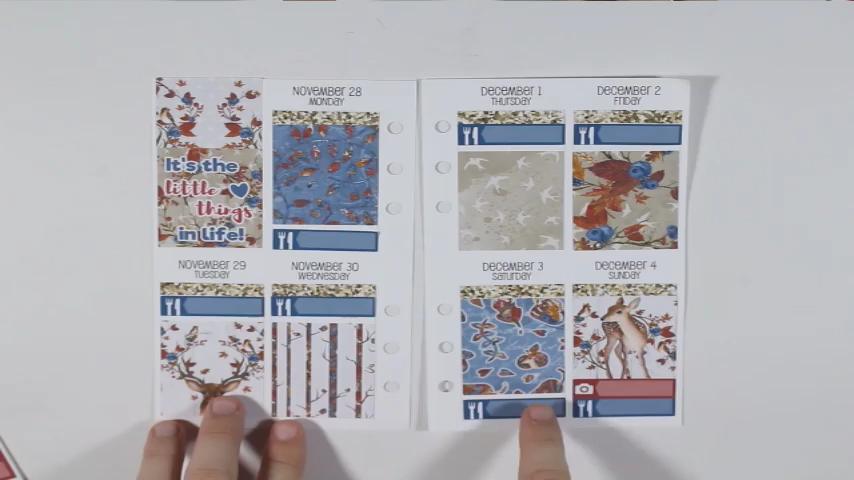 NOVEMBER 28
MONDAY
It's the
little
things
in life!
NOVEMBER 29
TUESDAY
NOVEMBER 30
WEDNESDAY
DECEMBER 1
THURSDAY
DECEMBER 2
FRIDAY
DECEMBER 3
SATURDAY
DECEMBER 4
SUNDAY